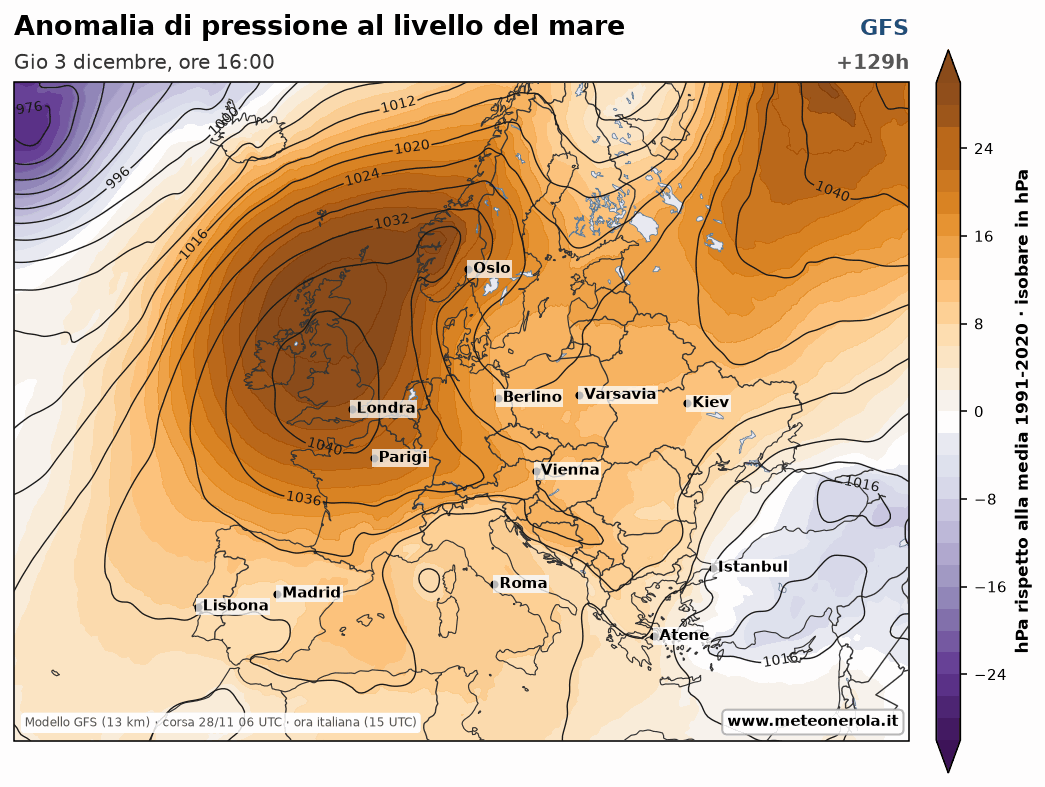 Anomalia di pressione al livello del mare
GFS
Gio 3 dicembre, ore 16:00
+129h
976
1000
1012
996
1020
1024
1032
1016
1040
Oslo
24
16
8
0
−8
−16
−24
hPa rispetto alla media 1991-2020 · isobare in hPa
Londra
Berlino
Varsavia
Kiev
1040
Parigi
Vienna
1036
1016
Istanbul
Roma
Madrid
Lisbona
Atene
1016
Modello GFS (13 km) · corsa 28/11 06 UTC · ora italiana (15 UTC)
www.meteonerola.it